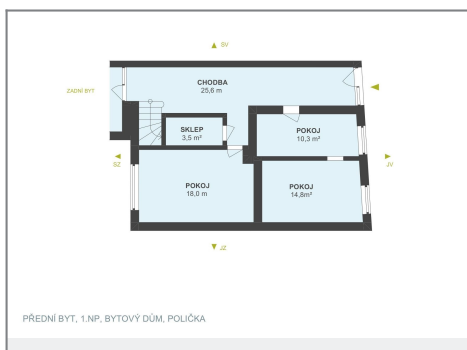 SV
CHODBA
25,6 m
ZADNÍ BYT
SKLEP
3,5 m²
POKOJ
10,3 m²
SZ
JV
POKOJ
18,0 m
POKOJ
14,8m²
JZ
PŘEDNÍ BYT, 1.NP, BYTOVÝ DŮM, POLIČKA